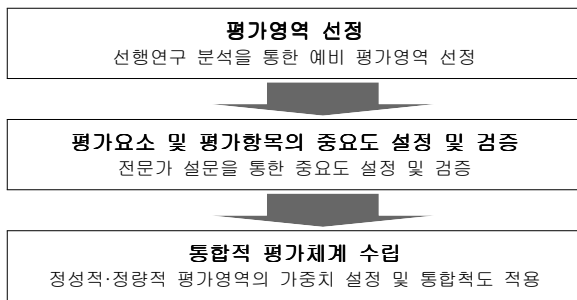 평가영역 선정
선행연구 분석을 통한 예비 평가영역 선정
평가요소 및 평가항목의 중요도 설정 및 검증
전문가 설문을 통한 중요도 설정 및 검증
통합적 평가체계 수립
정성적·정량적 평가영역의 가중치 설정 및 통합척도 적용